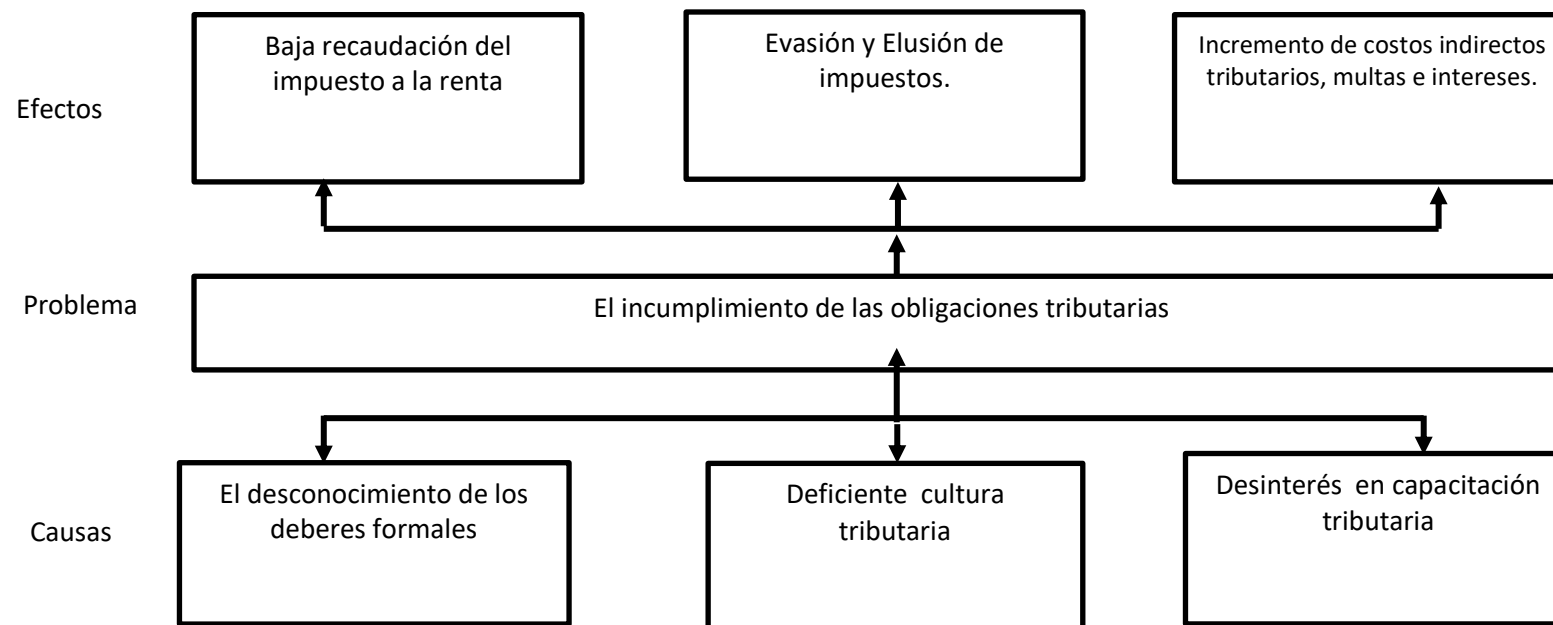 Efectos
Baja recaudación del
impuesto a la renta
Evasión y Elusión de
impuestos.
Incremento de costos indirectos
tributarios, multas e intereses.
Problema
El incumplimiento de las obligaciones tributarias
Causas
El desconocimiento de los
deberes formales
Deficiente cultura
tributaria
Desinterés en capacitación
tributaria